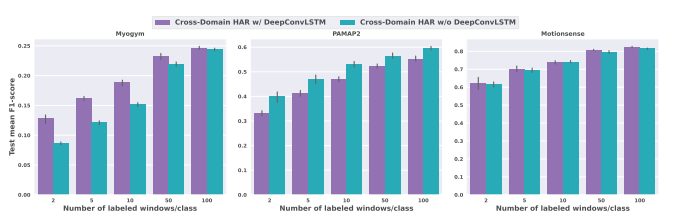 Cross-Domain HAR w/ DeepConvLSTM Cross-Domain HAR w/o DeepConvLSTM
Myogym PAMAP2 Motionsense
Test mean F1-score
0.25
0.20
0.15
0.10
0.05
0.00
2 5 10 50 100
Number of labeled windows/class
0.6
0.5
0.4
0.3
0.2
0.1
0.0
2 5 10 50 100
Number of labeled windows/class
0.8
0.7
0.6
0.5
0.4
0.3
0.2
0.1
0.0
2 5 10 50 100
Number of labeled windows/class